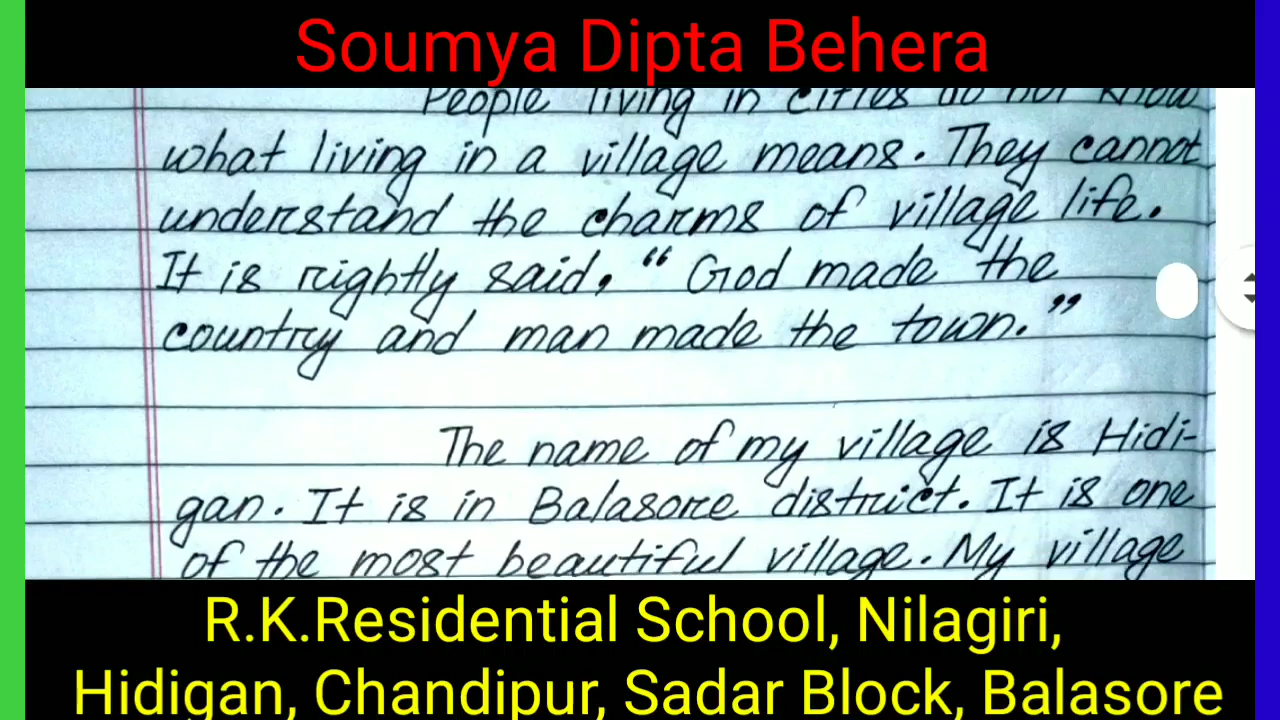 Soumya Dipta Behera
People living in cities do not know
what living in a village means. They cannot
understand the charms of village life.
It is rightly said, “God made the
country and man made the town.”
The name of my village is Hidi-
gan. It is in Balasore district. It is one
of the most beautiful village. My village
R.K.Residential School, Nilagiri,
Hidigan, Chandipur, Sadar Block, Balasore